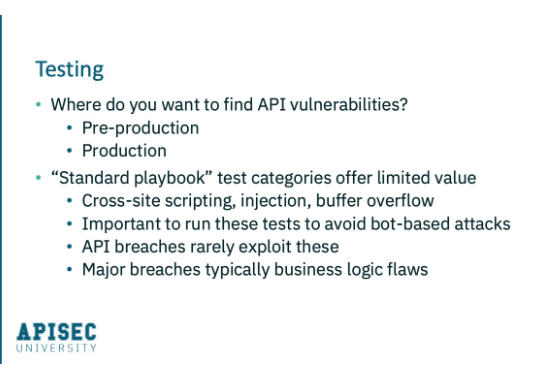 Testing
• Where do you want to find API vulnerabilities?
• Pre-production
• Production
• “Standard playbook” test categories offer limited value
• Cross-site scripting, injection, buffer overflow
• Important to run these tests to avoid bot-based attacks
• API breaches rarely exploit these
• Major breaches typically business logic flaws
APISEC
UNIVERSITY